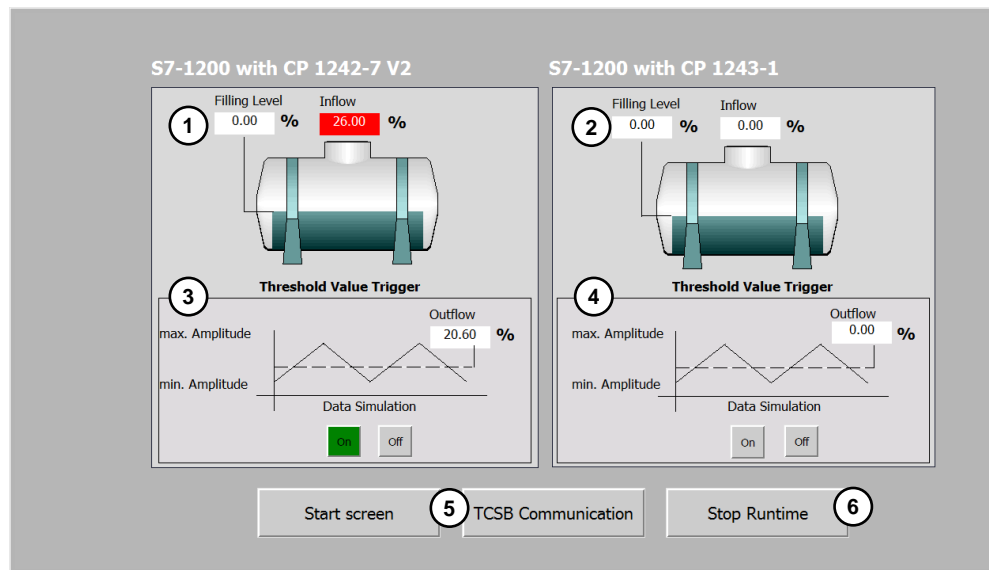 S7-1200 with CP 1242-7 V2
Filling Level Inflow
1 0.00 % 26.00 %
Threshold Value Trigger
3
Outflow
max. Amplitude 20.60 %
min. Amplitude
Data Simulation
On Off
S7-1200 with CP 1243-1
Filling Level Inflow
2 0.00 % 0.00 %
Threshold Value Trigger
4
Outflow
max. Amplitude 0.00 %
min. Amplitude
Data Simulation
On Off
Start screen 5 TCSB Communication Stop Runtime 6